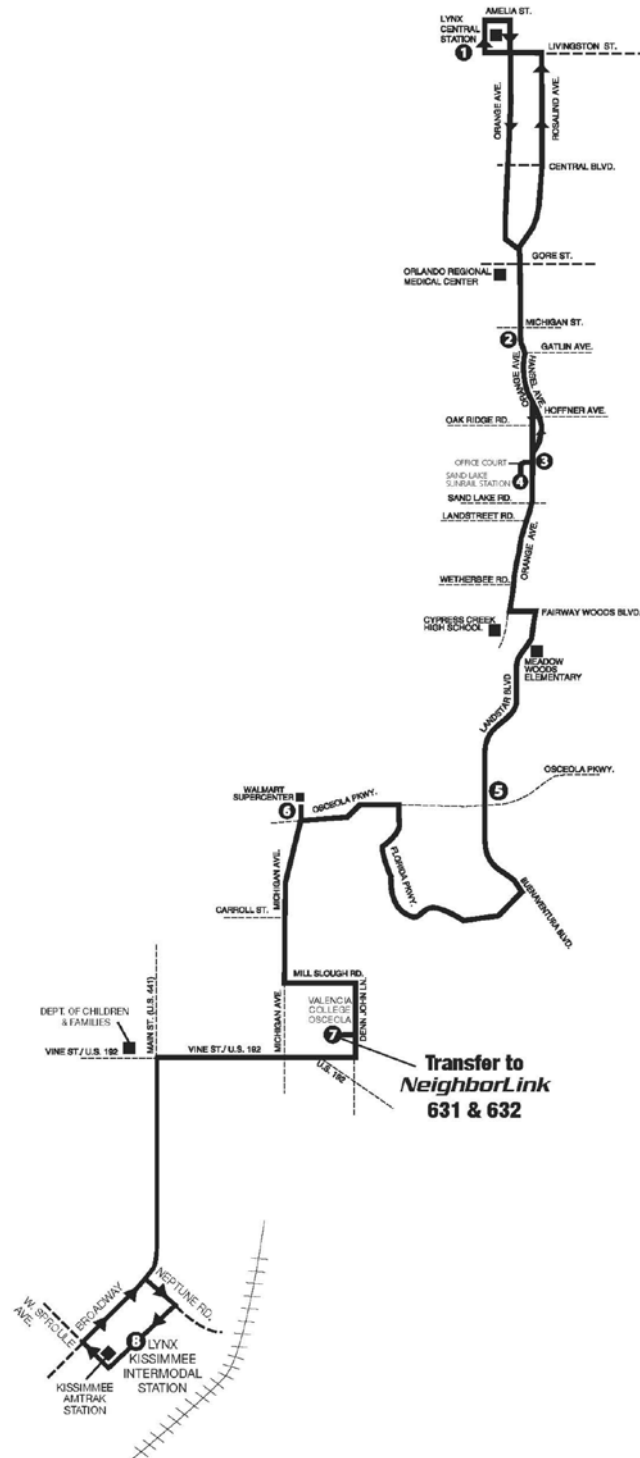 AMELIA ST.
LYNX
CENTRAL
STATION
1
LIVINGSTON ST.
ORANGE AVE.
ROSALIND AVE.
CENTRAL BLVD.
GORE ST.
ORLANDO REGIONAL
MEDICAL CENTER
MICHIGAN ST.
2
GATLIN AVE.
ORANGE AVE.
HANSEL AVE.
HOFFNER AVE.
OAK RIDGE RD.
OFFICE COURT
3
SAND LAKE
SUNRAIL STATION
4
SAND LAKE RD.
LANDSTREET RD.
ORANGE AVE.
WETHERBEE RD.
FAIRWAY WOODS BLVD.
CYPRESS CREEK
HIGH SCHOOL
MEADOW
WOODS
ELEMENTARY
LANDSTAR BLVD
OSCEOLA PKWY.
5
WALMART
SUPERCENTER
6
OSCEOLA PKWY.
FLORIDA PKWY.
BUENAVENTURA BLVD.
MICHIGAN AVE.
CARROLL ST.
MILL SLOUGH RD.
MAIN ST. (U.S. 441)
MICHIGAN AVE.
DENN JOHN LN.
VALENCIA
COLLEGE
OSCEOLA
7
DEPT. OF CHILDREN
& FAMILIES
VINE ST./ U.S. 192
VINE ST./ U.S. 192
U.S. 192
Transfer to
NeighborLink
631 & 632
BROADWAY
NEPTUNE RD.
W. SPROULE
AVE.
8
LYNX
KISSIMMEE
INTERMODAL
STATION
KISSIMMEE
AMTRAK
STATION